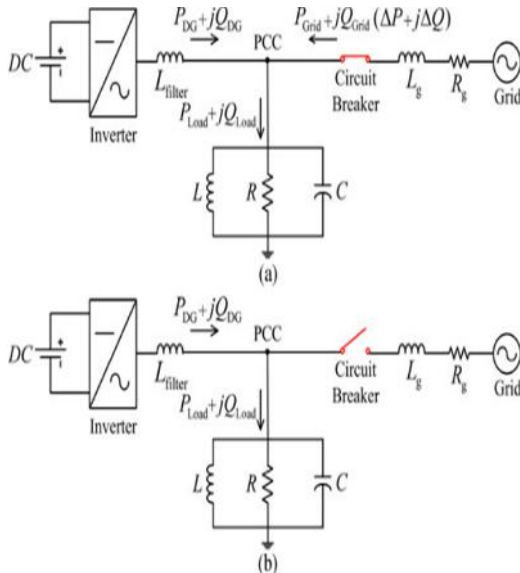 P_DG+jQ_DG
P_Grid+jQ_Grid(ΔP+jΔQ)
PCC
DC
+
L_filter
Inverter
Circuit
Breaker
L_g
R_g
Grid
P_Load+jQ_Load
L
R
C
(a)
P_DG+jQ_DG
PCC
DC
+
L_filter
Inverter
Circuit
Breaker
L_g
R_g
Grid
P_Load+jQ_Load
L
R
C
(b)